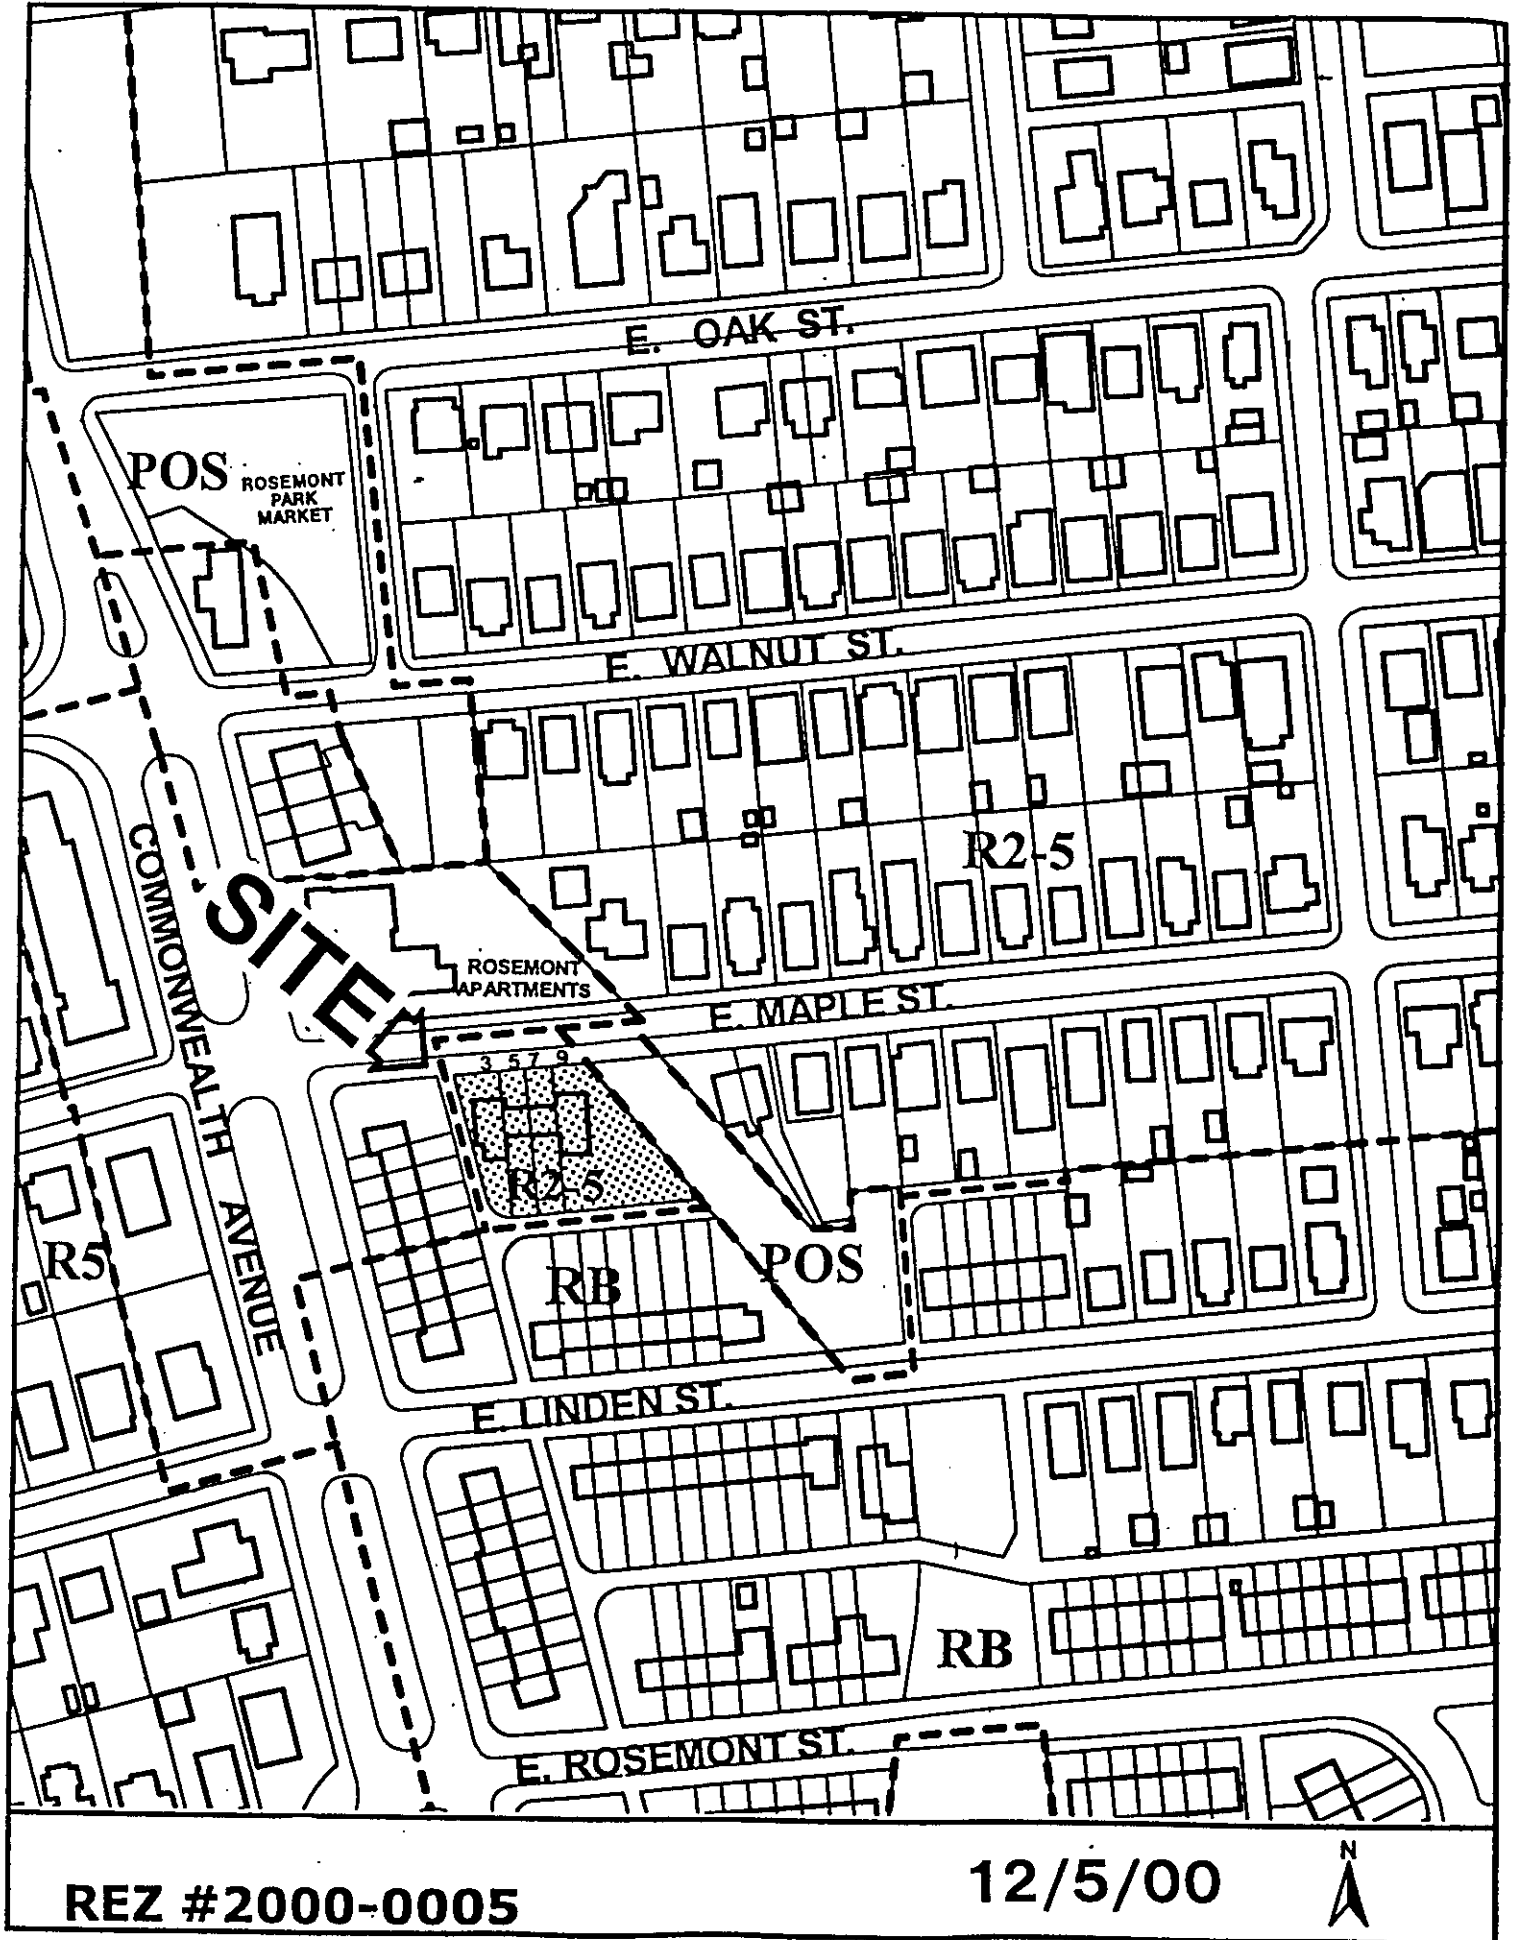 E. OAK ST.
POS
ROSEMONT
PARK
MARKET
E. WALNUT ST.
COMMONWEALTH AVENUE
R2-5
SITE
ROSEMONT
APARTMENTS
E. MAPLE ST.
3 5 7 9
R2-5
R5
RB
POS
E. LINDEN ST.
RB
E. ROSEMONT ST.
REZ #2000-0005
12/5/00
N